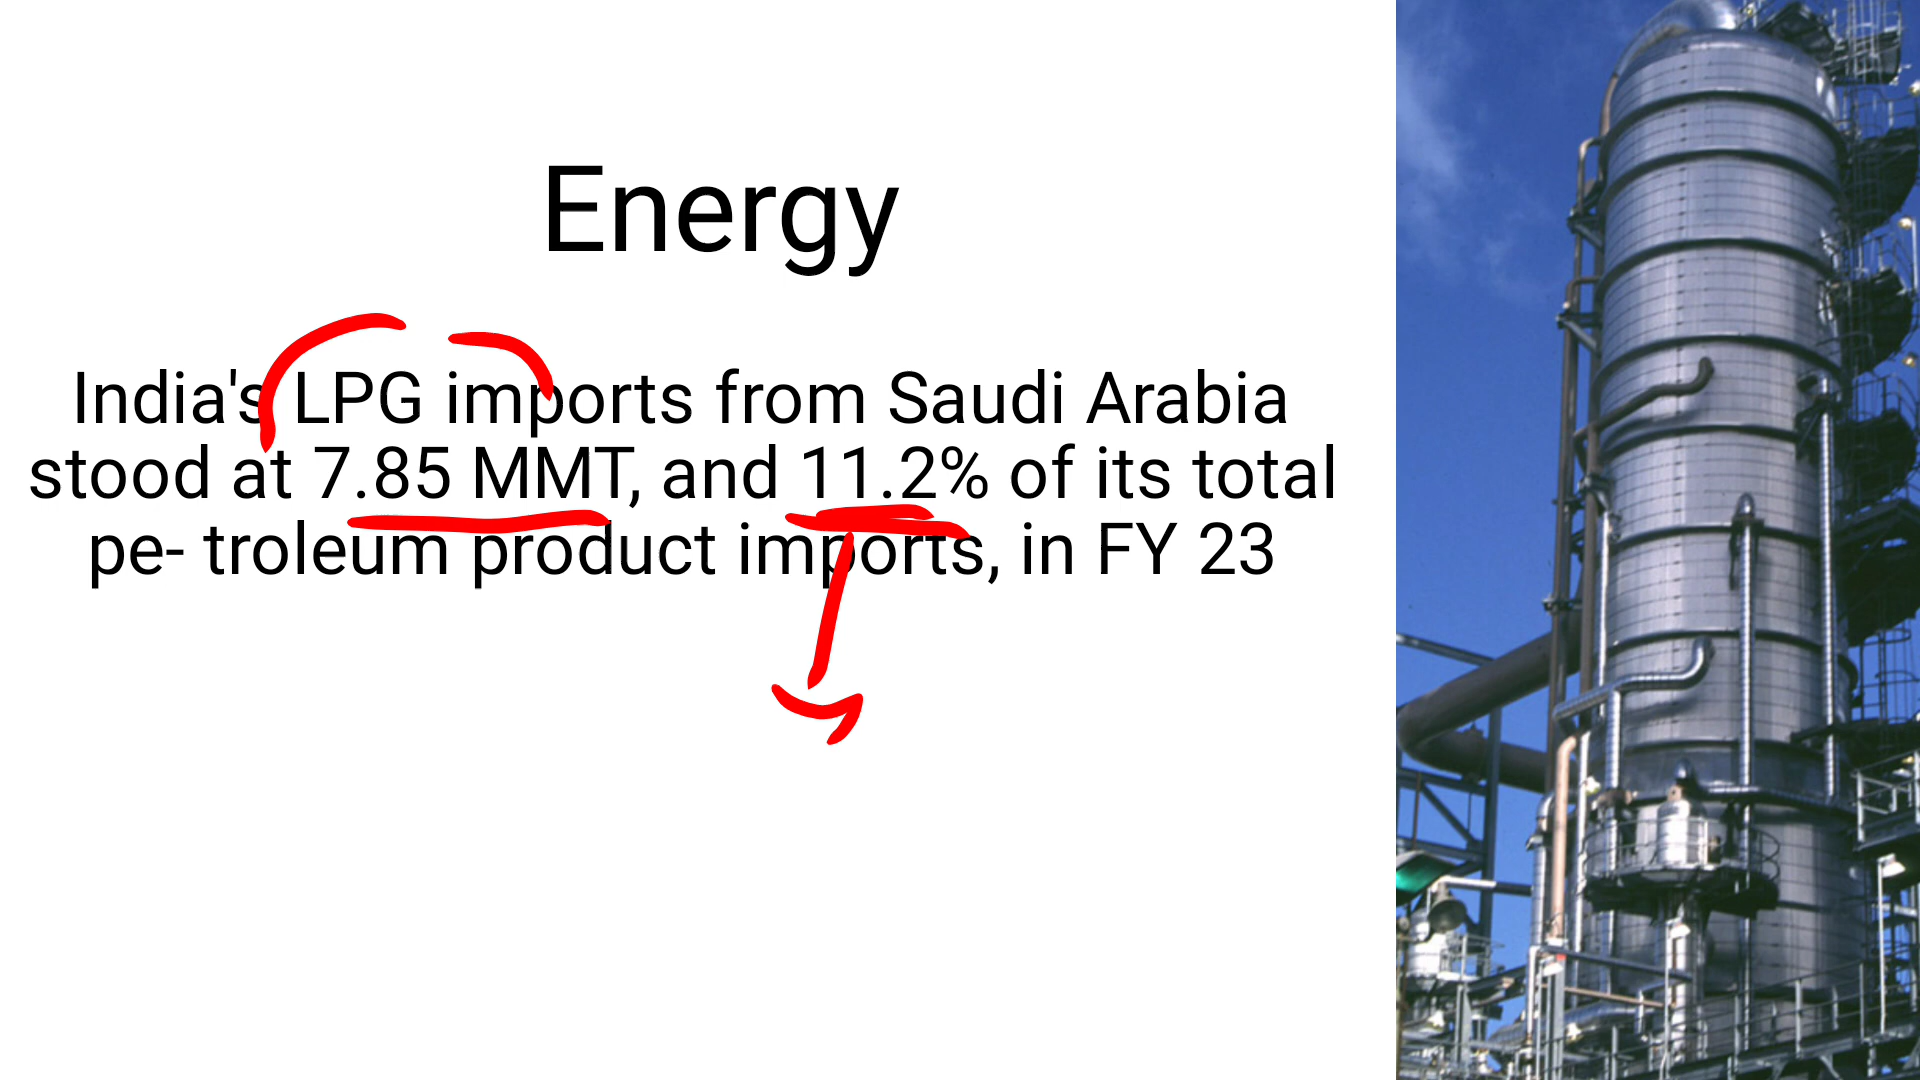 Energy
India's LPG imports from Saudi Arabia
stood at 7.85 MMT, and 11.2% of its total
pe- troleum product imports, in FY 23